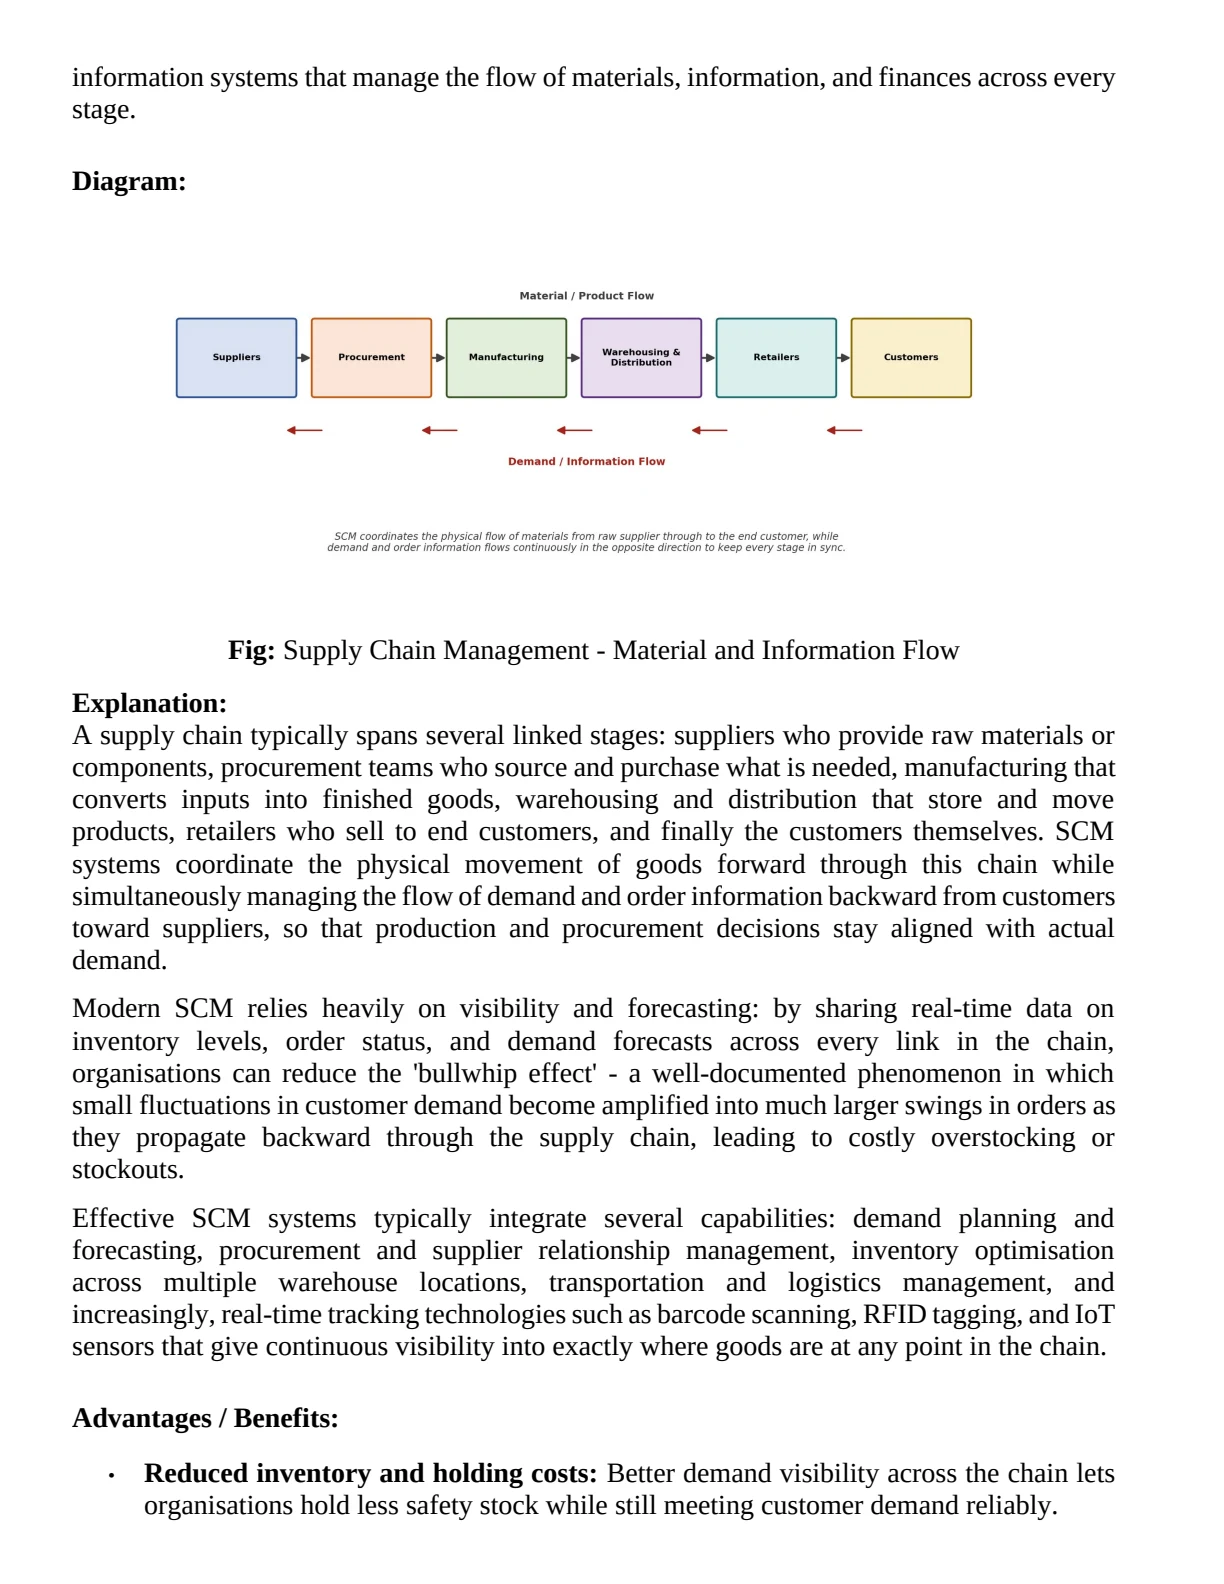 information systems that manage the flow of materials, information, and finances across every
stage.
Diagram:
Material / Product Flow
Suppliers
Procurement
Manufacturing
Warehousing &
Distribution
Retailers
Customers
Demand / Information Flow
SCM coordinates the physical flow of materials from raw supplier through to the end customer, while
demand and order information flows continuously in the opposite direction to keep every stage in sync.
Fig: Supply Chain Management - Material and Information Flow
Explanation:
A supply chain typically spans several linked stages: suppliers who provide raw materials or
components, procurement teams who source and purchase what is needed, manufacturing that
converts inputs into finished goods, warehousing and distribution that store and move
products, retailers who sell to end customers, and finally the customers themselves. SCM
systems coordinate the physical movement of goods forward through this chain while
simultaneously managing the flow of demand and order information backward from customers
toward suppliers, so that production and procurement decisions stay aligned with actual
demand.
Modern SCM relies heavily on visibility and forecasting: by sharing real-time data on
inventory levels, order status, and demand forecasts across every link in the chain,
organisations can reduce the 'bullwhip effect' - a well-documented phenomenon in which
small fluctuations in customer demand become amplified into much larger swings in orders as
they propagate backward through the supply chain, leading to costly overstocking or
stockouts.
Effective SCM systems typically integrate several capabilities: demand planning and
forecasting, procurement and supplier relationship management, inventory optimisation
across multiple warehouse locations, transportation and logistics management, and
increasingly, real-time tracking technologies such as barcode scanning, RFID tagging, and IoT
sensors that give continuous visibility into exactly where goods are at any point in the chain.
Advantages / Benefits:
• Reduced inventory and holding costs: Better demand visibility across the chain lets
organisations hold less safety stock while still meeting customer demand reliably.